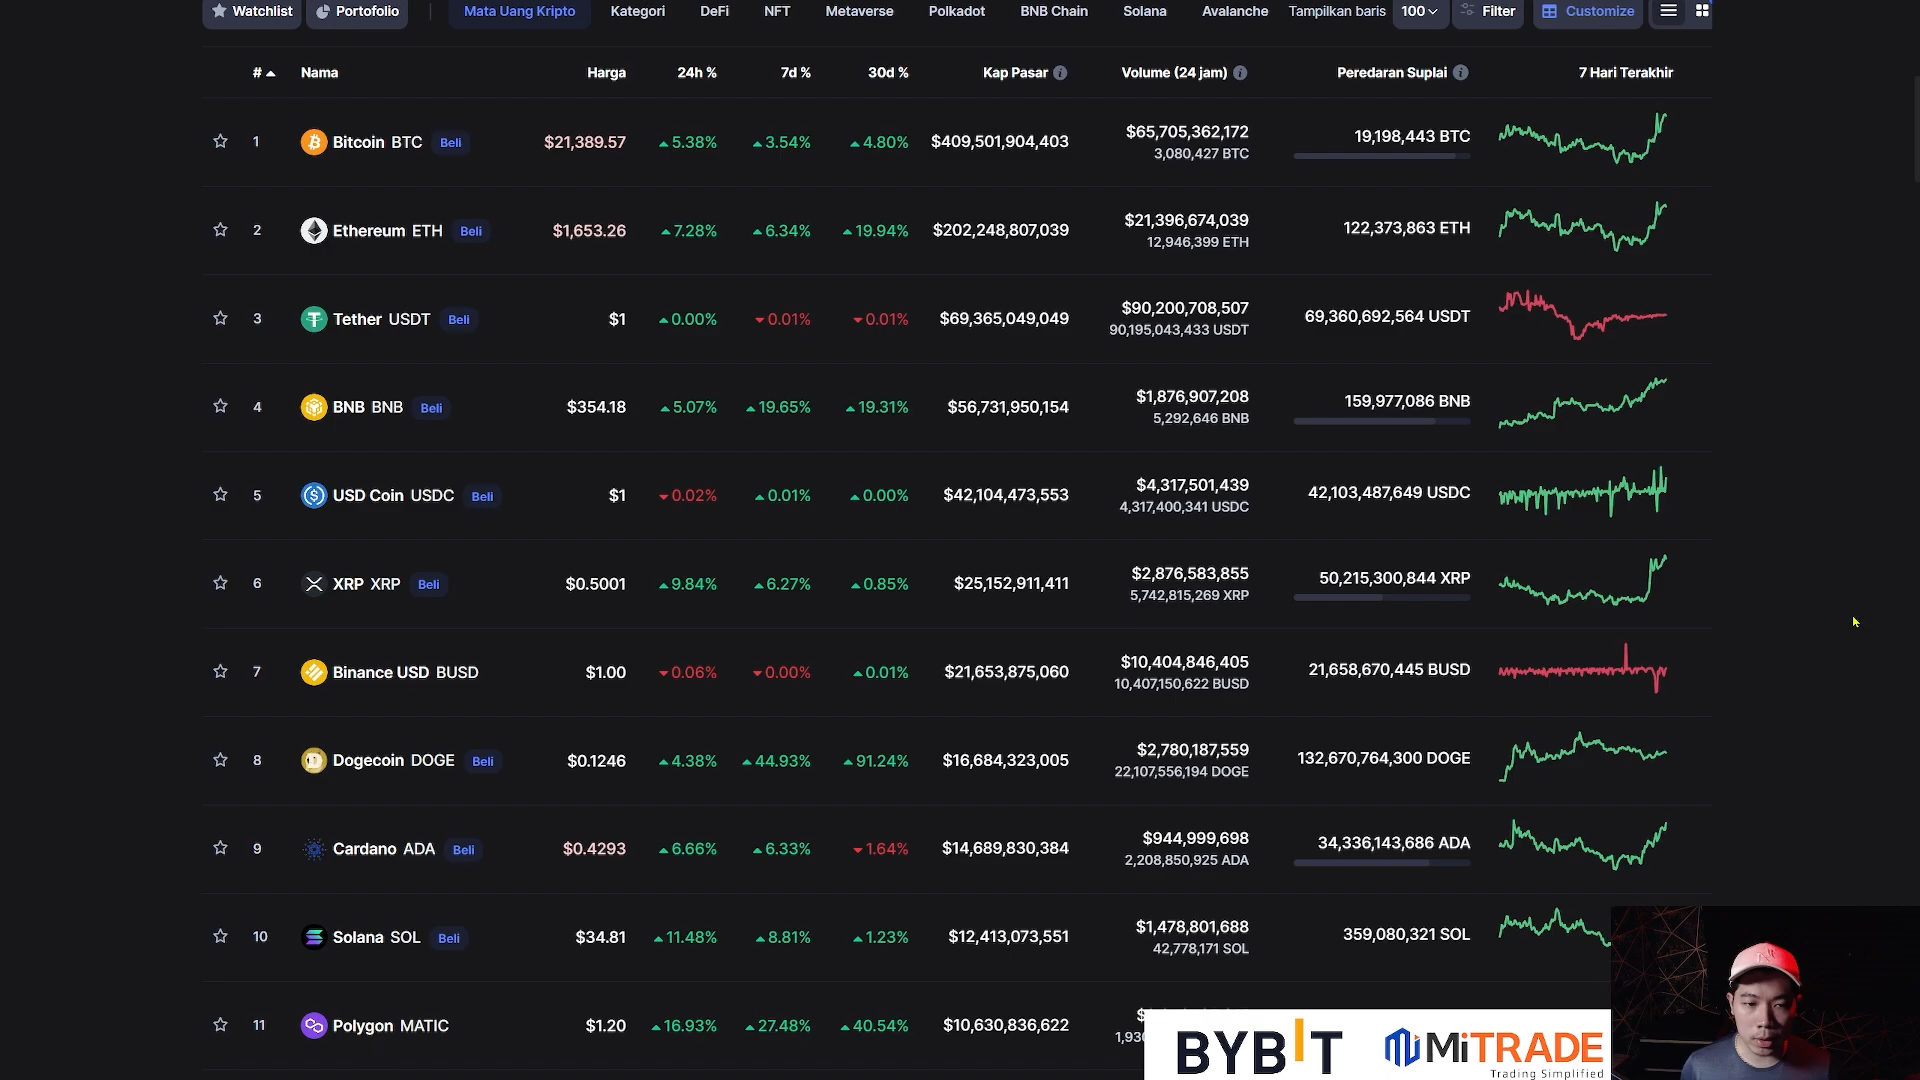 Watchlist Portofolio Mata Uang Kripto Kategori DeFi NFT Metaverse Polkadot BNB Chain Solana Avalanche Tampilkan baris 100 Filter Customize
# Nama Harga 24h % 7d % 30d % Kap Pasar Volume (24 jam) Peredaran Suplai 7 Hari Terakhir
1 Bitcoin BTC Beli $21,389.57 5.38% 3.54% 4.80% $409,501,904,403 $65,705,362,172 19,198,443 BTC
3,080,427 BTC
2 Ethereum ETH Beli $1,653.26 7.28% 6.34% 19.94% $202,248,807,039 $21,396,674,039 122,373,863 ETH
12,946,399 ETH
3 Tether USDT Beli $1 0.00% 0.01% 0.01% $69,365,049,049 $90,200,708,507 69,360,692,564 USDT
90,195,043,433 USDT
4 BNB BNB Beli $354.18 5.07% 19.65% 19.31% $56,731,950,154 $1,876,907,208 159,977,086 BNB
5,292,646 BNB
5 USD Coin USDC Beli $1 0.02% 0.01% 0.00% $42,104,473,553 $4,317,501,439 42,103,487,649 USDC
4,317,400,341 USDC
6 XRP XRP Beli $0.5001 9.84% 6.27% 0.85% $25,152,911,411 $2,876,583,855 50,215,300,844 XRP
5,742,815,269 XRP
7 Binance USD BUSD $1.00 0.06% 0.00% 0.01% $21,653,875,060 $10,404,846,405 21,658,670,445 BUSD
10,407,150,622 BUSD
8 Dogecoin DOGE Beli $0.1246 4.38% 44.93% 91.24% $16,684,323,005 $2,780,187,559 132,670,764,300 DOGE
22,107,556,194 DOGE
9 Cardano ADA Beli $0.4293 6.66% 6.33% 1.64% $14,689,830,384 $944,999,698 34,336,143,686 ADA
2,208,850,925 ADA
10 Solana SOL Beli $34.81 11.48% 8.81% 1.23% $12,413,073,551 $1,478,801,688 359,080,321 SOL
42,778,171 SOL
11 Polygon MATIC $1.20 16.93% 27.48% 40.54% $10,630,836,622
BYBIT MiTRADE
Trading Simplified